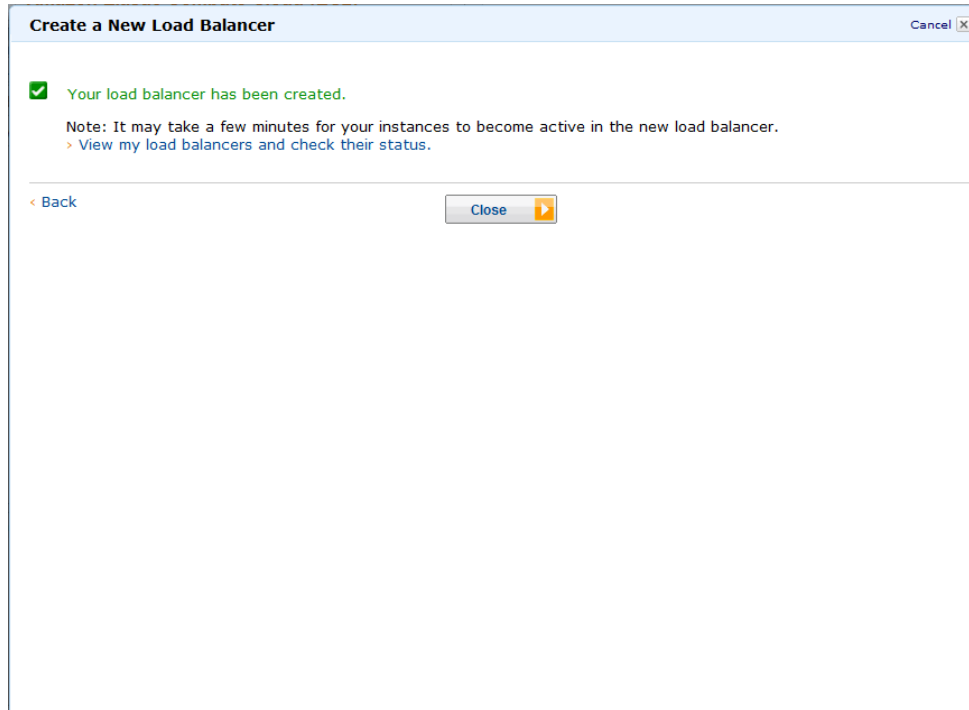 Create a New Load Balancer
Cancel
Your load balancer has been created.
Note: It may take a few minutes for your instances to become active in the new load balancer.
› View my load balancers and check their status.
‹ Back
Close